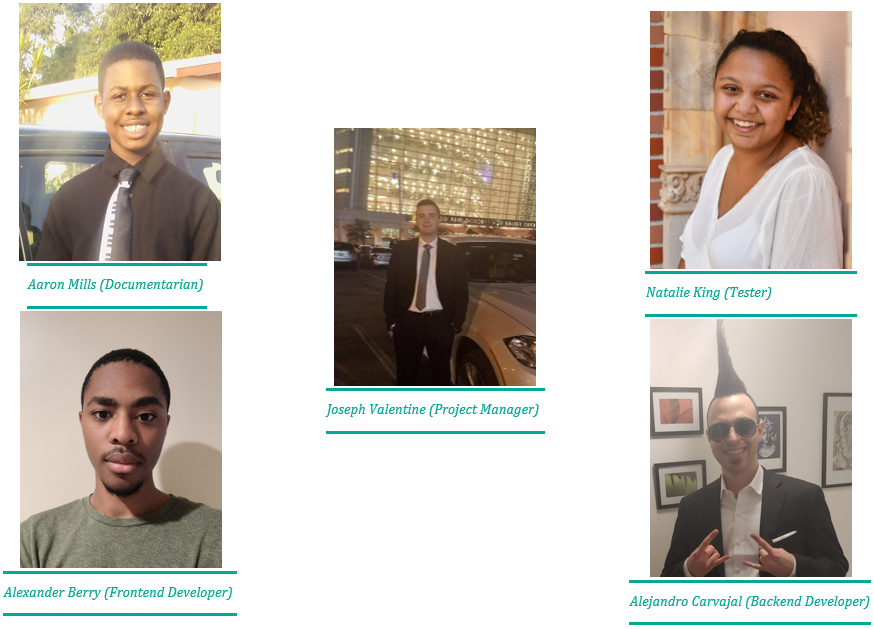 Aaron Mills (Documentarian)
Natalie King (Tester)
Joseph Valentine (Project Manager)
Alexander Berry (Frontend Developer)
Alejandro Carvajal (Backend Developer)